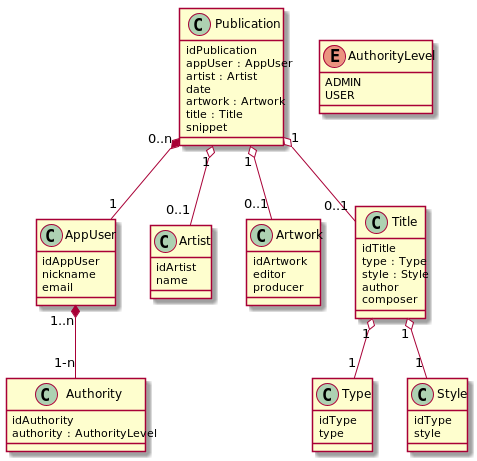 C Publication
idPublication
appUser : AppUser
artist : Artist
date
artwork : Artwork
title : Title
snippet
E AuthorityLevel
ADMIN
USER
0..n
1
1
1
1
0..1
0..1
0..1
C AppUser
idAppUser
nickname
email
C Artist
idArtist
name
C Artwork
idArtwork
editor
producer
C Title
idTitle
type : Type
style : Style
author
composer
1..n
1-n
1
1
1
1
C Authority
idAuthority
authority : AuthorityLevel
C Type
idType
type
C Style
idType
style